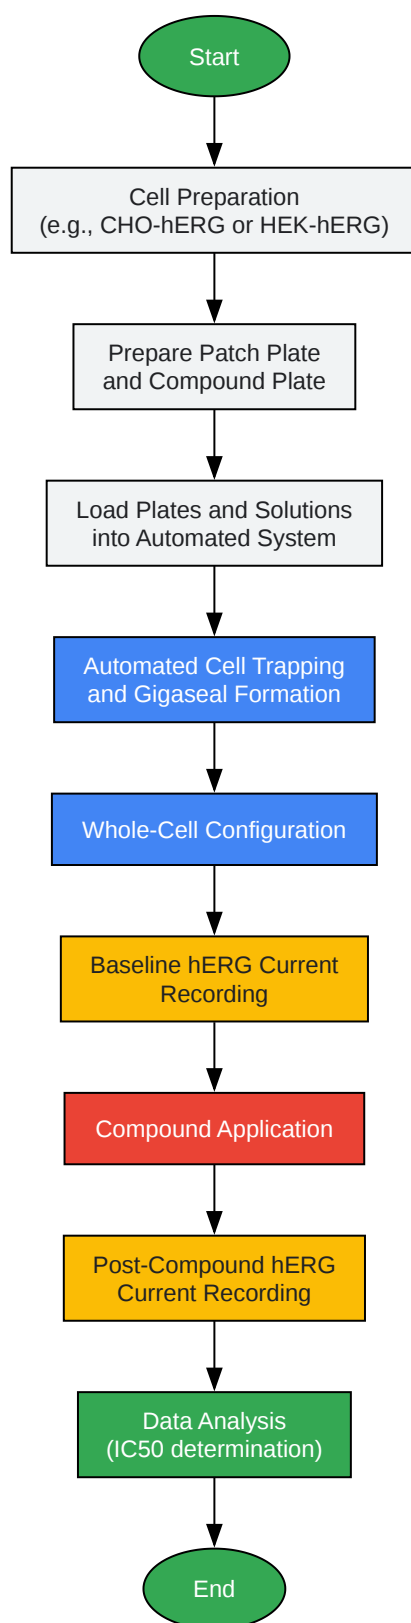 Start
Cell Preparation
(e.g., CHO-hERG or HEK-hERG)
Prepare Patch Plate
and Compound Plate
Load Plates and Solutions
into Automated System
Automated Cell Trapping
and Gigaseal Formation
Whole-Cell Configuration
Baseline hERG Current
Recording
Compound Application
Post-Compound hERG
Current Recording
Data Analysis
(IC50 determination)
End